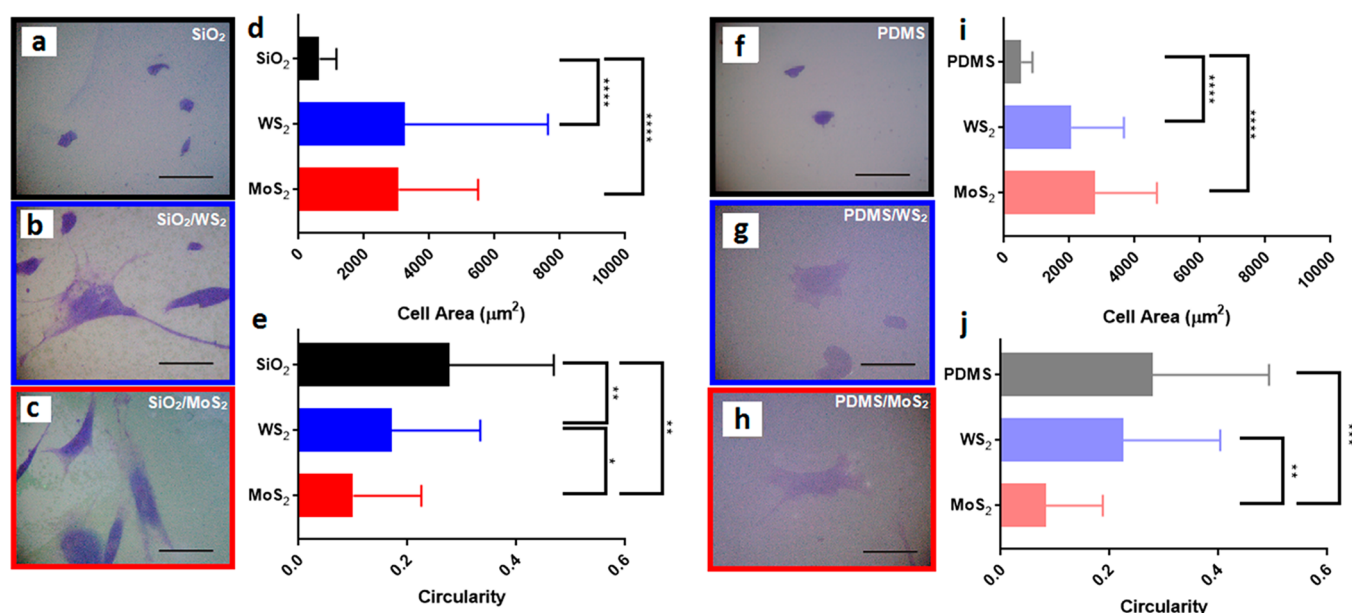 a
SiO₂
b
SiO₂/WS₂
c
SiO₂/MoS₂
d
SiO₂
WS₂
MoS₂
****
****
0
2000
4000
6000
8000
10000
Cell Area (μm²)
e
SiO₂
WS₂
MoS₂
**
*
**
0.0
0.2
0.4
0.6
Circularity
f
PDMS
g
PDMS/WS₂
h
PDMS/MoS₂
i
PDMS
WS₂
MoS₂
****
****
0
2000
4000
6000
8000
10000
Cell Area (μm²)
j
PDMS
WS₂
MoS₂
**
***
0.0
0.2
0.4
0.6
Circularity